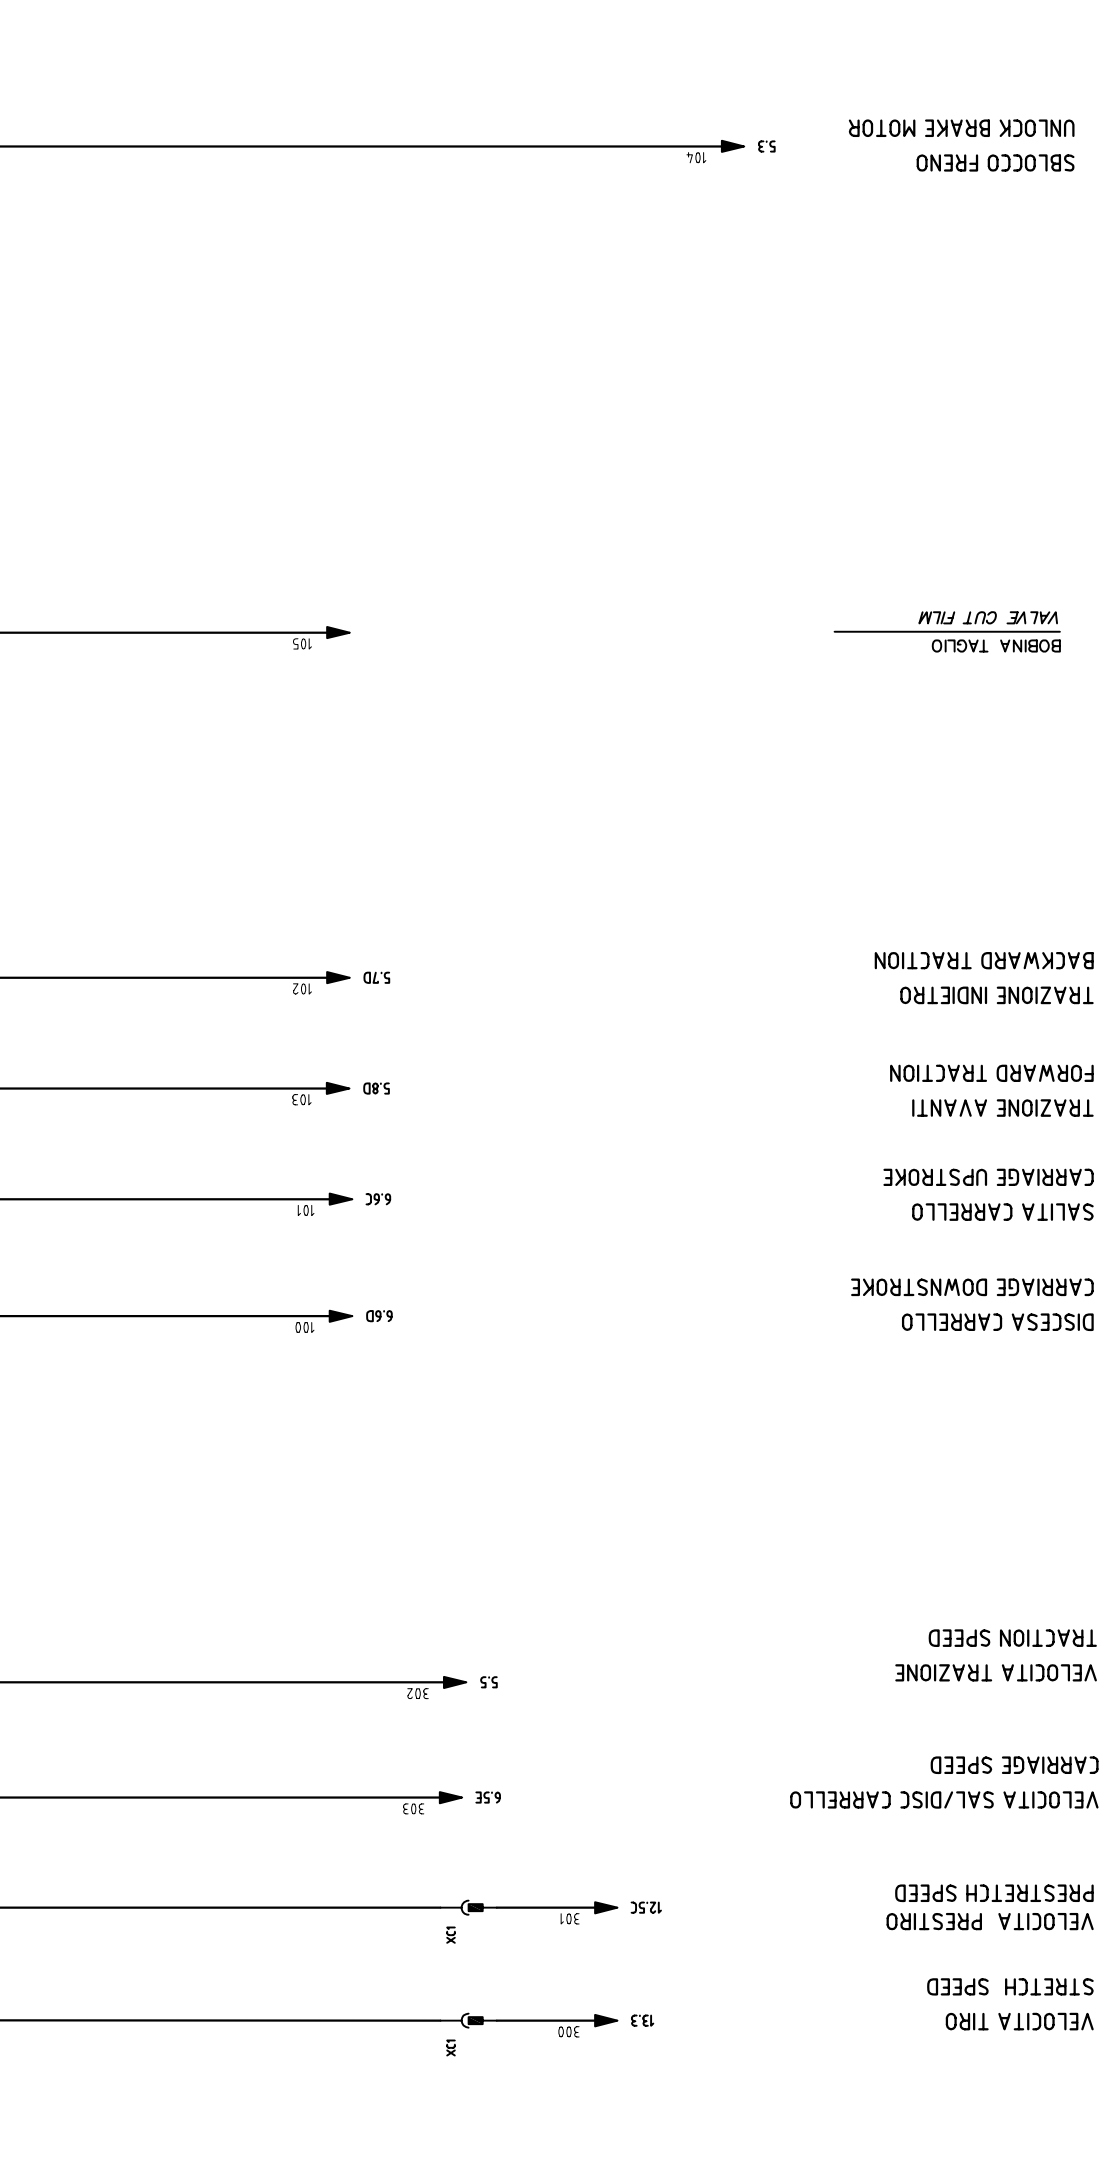 VELOCITA TIRO
STRETCH SPEED
13.3
300
XC1
VELOCITA PRESTIRO
PRESTRETCH SPEED
12.5C
301
XC1
VELOCITA SAL/DISC CARRELLO
CARRIAGE SPEED
6.5E
303
VELOCITA TRAZIONE
TRACTION SPEED
5.5
302
DISCESA CARRELLO
CARRIAGE DOWNSTROKE
6.6D
100
SALITA CARRELLO
CARRIAGE UPSTROKE
6.6C
101
TRAZIONE AVANTI
FORWARD TRACTION
5.8D
103
TRAZIONE INDIETRO
BACKWARD TRACTION
5.7D
102
BOBINA TAGLIO
VALVE CUT FILM
105
SBLOCCO FRENO
UNLOCK BRAKE MOTOR
5.3
104